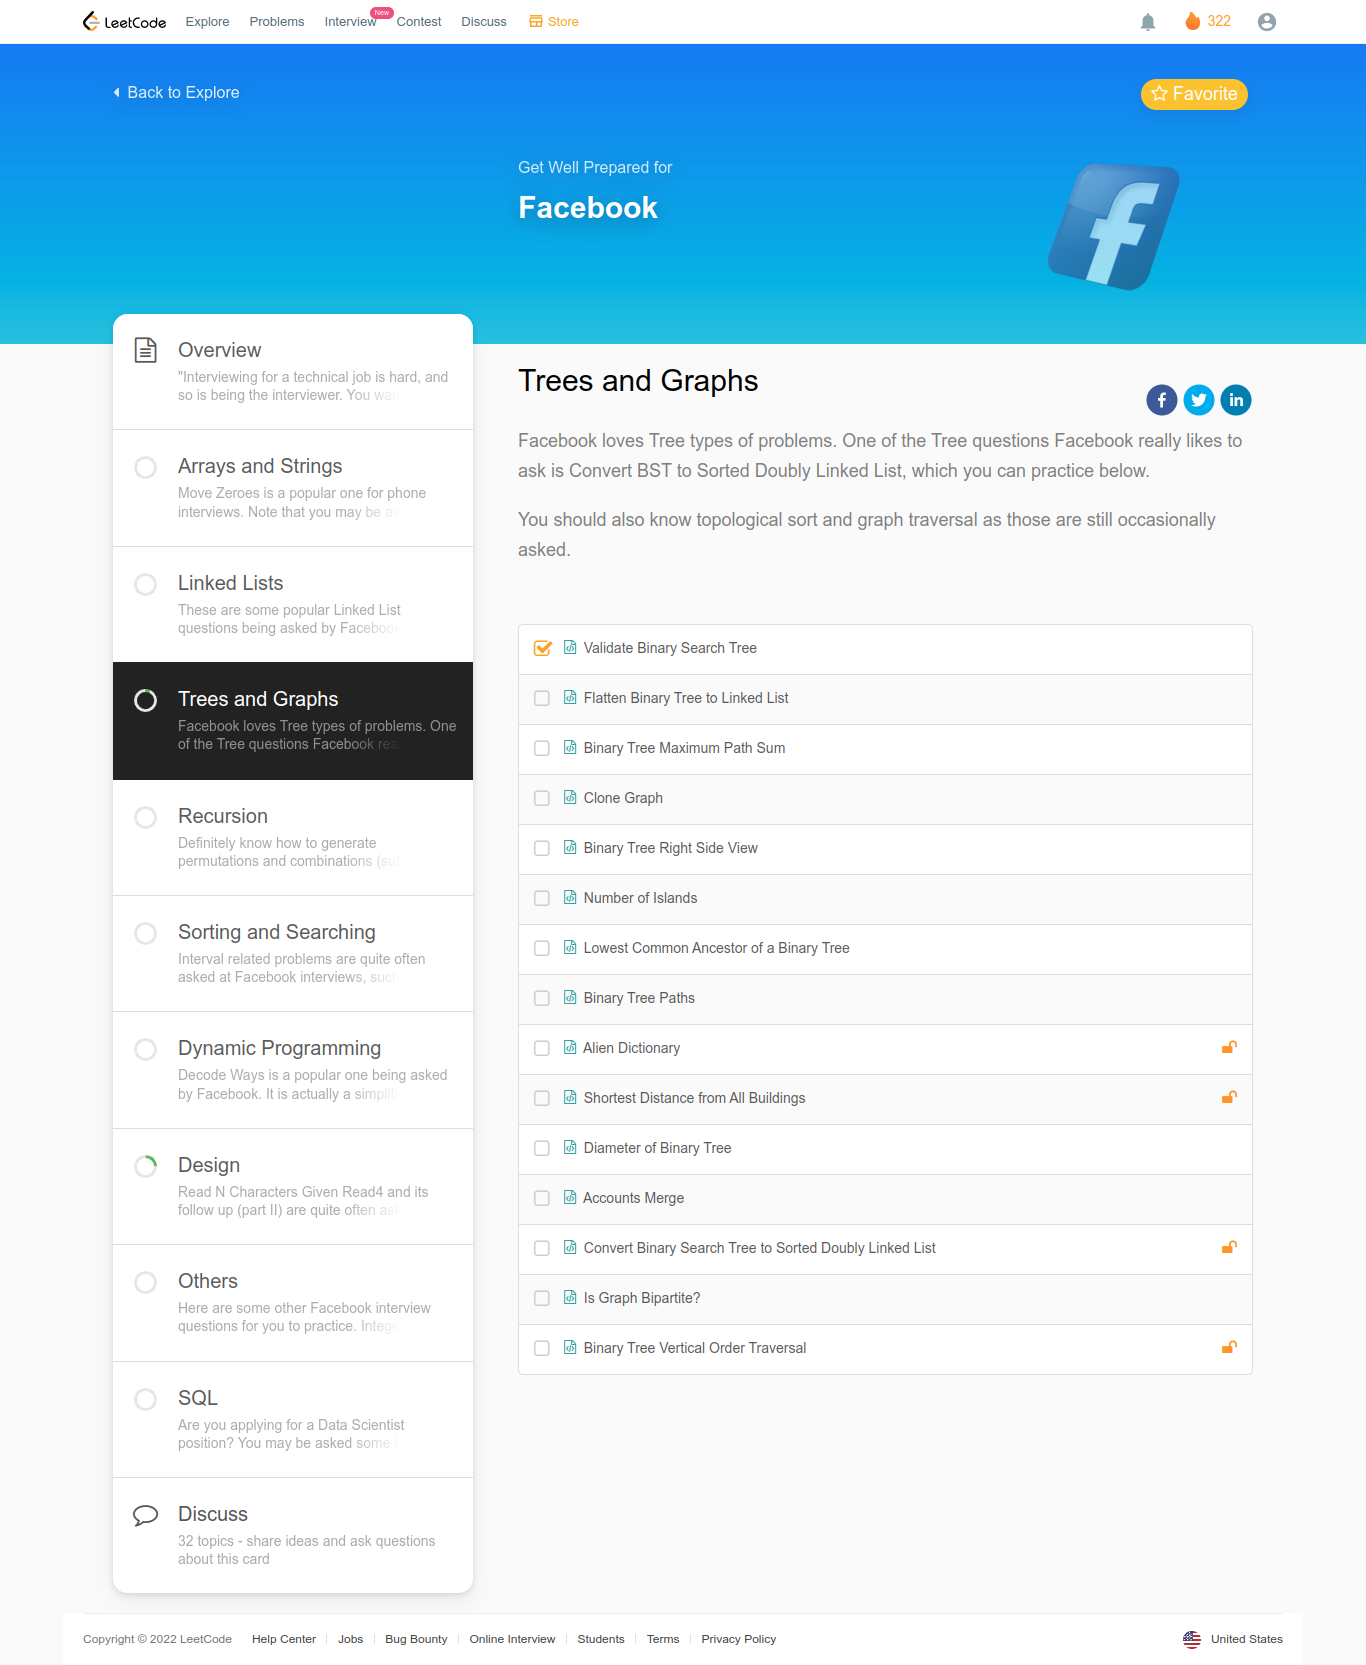 LeetCode Explore Problems Interview New Contest Discuss Store 322
Back to Explore
Favorite
Get Well Prepared for
Facebook
Overview
"Interviewing for a technical job is hard, and
so is being the interviewer. You want
Arrays and Strings
Move Zeroes is a popular one for phone
interviews. Note that you may be as
Linked Lists
These are some popular Linked List
questions being asked by Facebook
Trees and Graphs
Facebook loves Tree types of problems. One
of the Tree questions Facebook rea
Recursion
Definitely know how to generate
permutations and combinations (su
Sorting and Searching
Interval related problems are quite often
asked at Facebook interviews, such
Dynamic Programming
Decode Ways is a popular one being asked
by Facebook. It is actually a simplifi
Design
Read N Characters Given Read4 and its
follow up (part II) are quite often as
Others
Here are some other Facebook interview
questions for you to practice. Intege
SQL
Are you applying for a Data Scientist
position? You may be asked some
Discuss
32 topics - share ideas and ask questions
about this card
Trees and Graphs
Facebook loves Tree types of problems. One of the Tree questions Facebook really likes to
ask is Convert BST to Sorted Doubly Linked List, which you can practice below.
You should also know topological sort and graph traversal as those are still occasionally
asked.
Validate Binary Search Tree
Flatten Binary Tree to Linked List
Binary Tree Maximum Path Sum
Clone Graph
Binary Tree Right Side View
Number of Islands
Lowest Common Ancestor of a Binary Tree
Binary Tree Paths
Alien Dictionary
Shortest Distance from All Buildings
Diameter of Binary Tree
Accounts Merge
Convert Binary Search Tree to Sorted Doubly Linked List
Is Graph Bipartite?
Binary Tree Vertical Order Traversal
Copyright © 2022 LeetCode Help Center Jobs Bug Bounty Online Interview Students Terms Privacy Policy United States